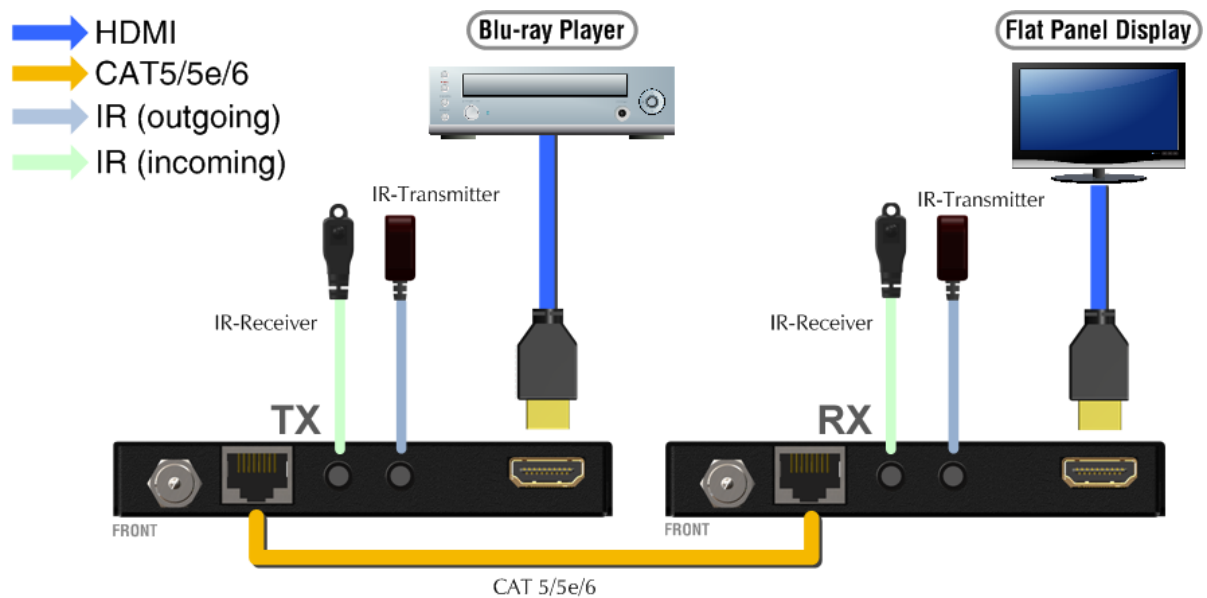 HDMI
CAT5/5e/6
IR (outgoing)
IR (incoming)
Blu-ray Player
Flat Panel Display
IR-Transmitter
IR-Receiver
IR-Transmitter
IR-Receiver
TX
RX
FRONT
FRONT
CAT 5/5e/6